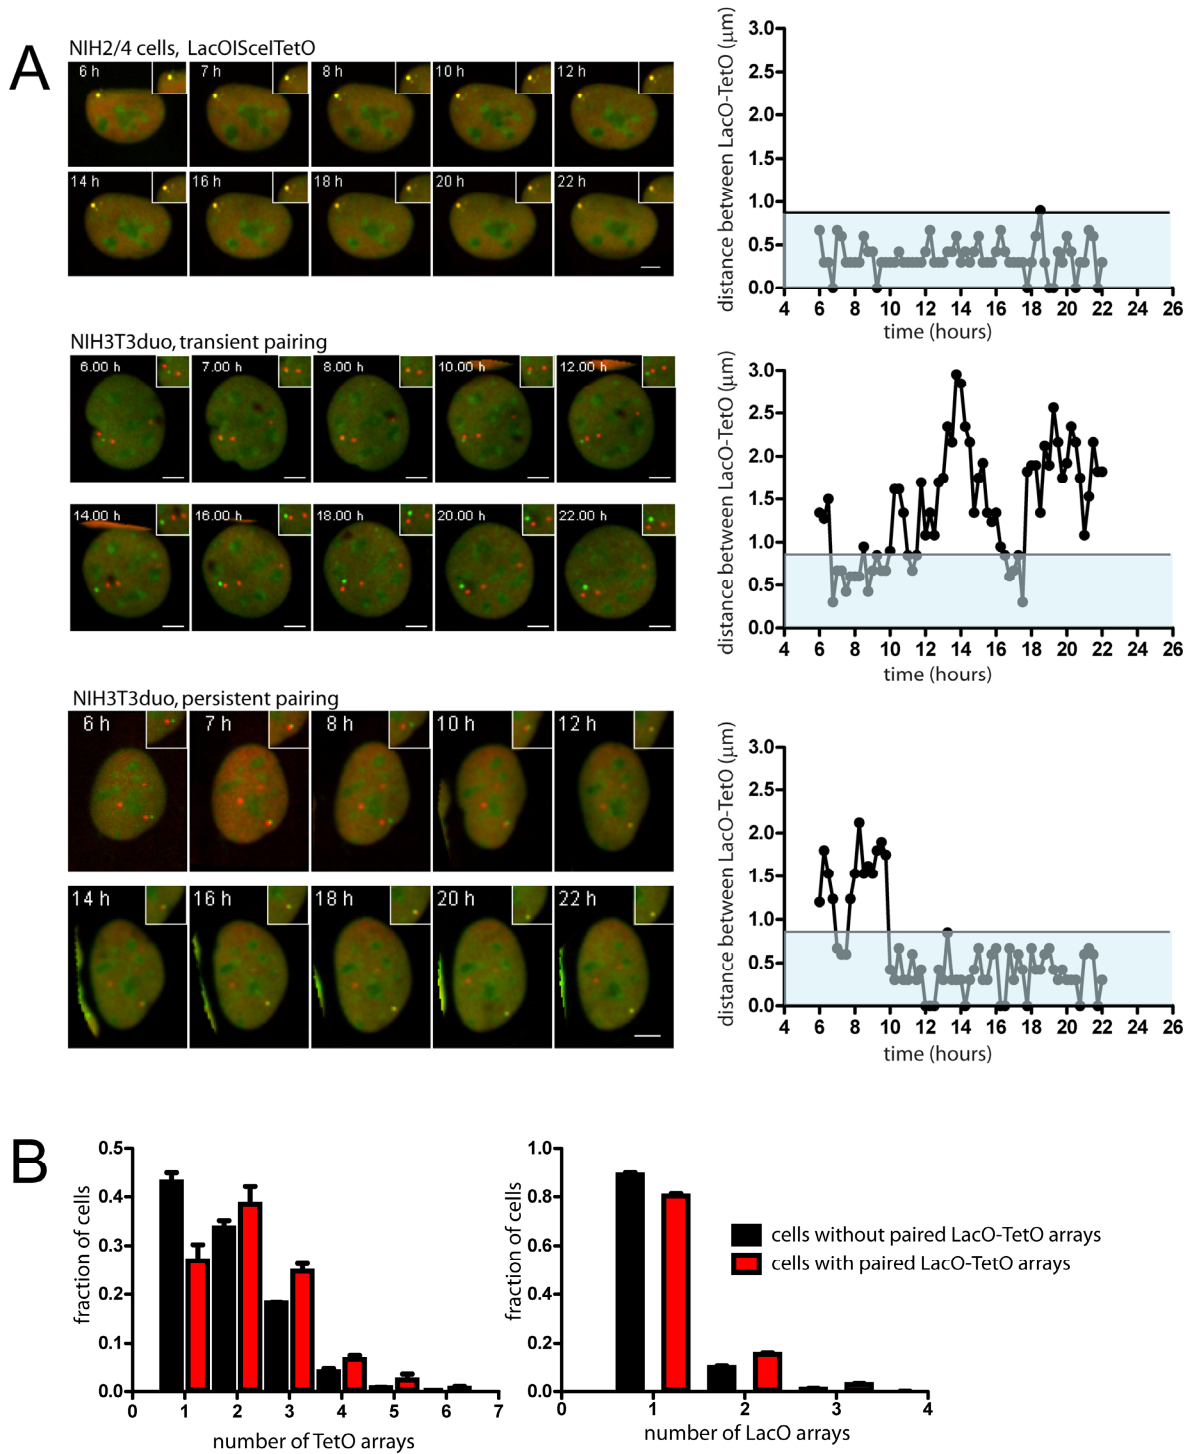 A
NIH2/4 cells, LacOISceITetO
6 h
7 h
8 h
10 h
12 h
14 h
16 h
18 h
20 h
22 h
distance between LacO-TetO (μm)
3.0
2.5
2.0
1.5
1.0
0.5
0.0
4 6 8 10 12 14 16 18 20 22 24 26
time (hours)
NIH3T3duo, transient pairing
6.00 h
7.00 h
8.00 h
10.00 h
12.00 h
14.00 h
16.00 h
18.00 h
20.00 h
22.00 h
distance between LacO-TetO (μm)
3.0
2.5
2.0
1.5
1.0
0.5
0.0
4 6 8 10 12 14 16 18 20 22 24 26
time (hours)
NIH3T3duo, persistent pairing
6 h
7 h
8 h
10 h
12 h
14 h
16 h
18 h
20 h
22 h
distance between LacO-TetO (μm)
3.0
2.5
2.0
1.5
1.0
0.5
0.0
4 6 8 10 12 14 16 18 20 22 24 26
time (hours)
B
fraction of cells
0.5
0.4
0.3
0.2
0.1
0.0
0 1 2 3 4 5 6 7
number of TetO arrays
fraction of cells
1.0
0.8
0.6
0.4
0.2
0.0
0 1 2 3 4
number of LacO arrays
cells without paired LacO-TetO arrays
cells with paired LacO-TetO arrays